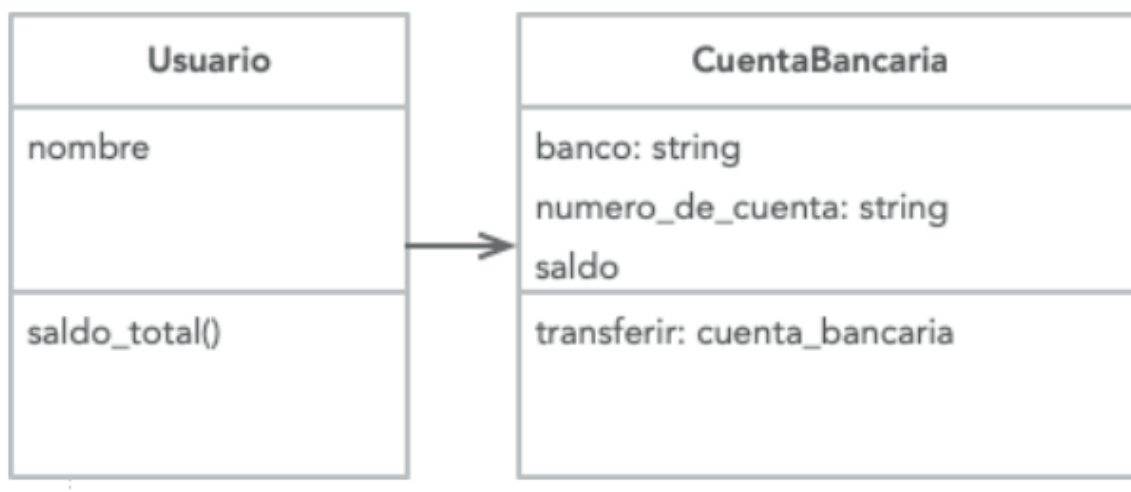 Usuario
nombre
saldo_total()
CuentaBancaria
banco: string
numero_de_cuenta: string
saldo
transferir: cuenta_bancaria